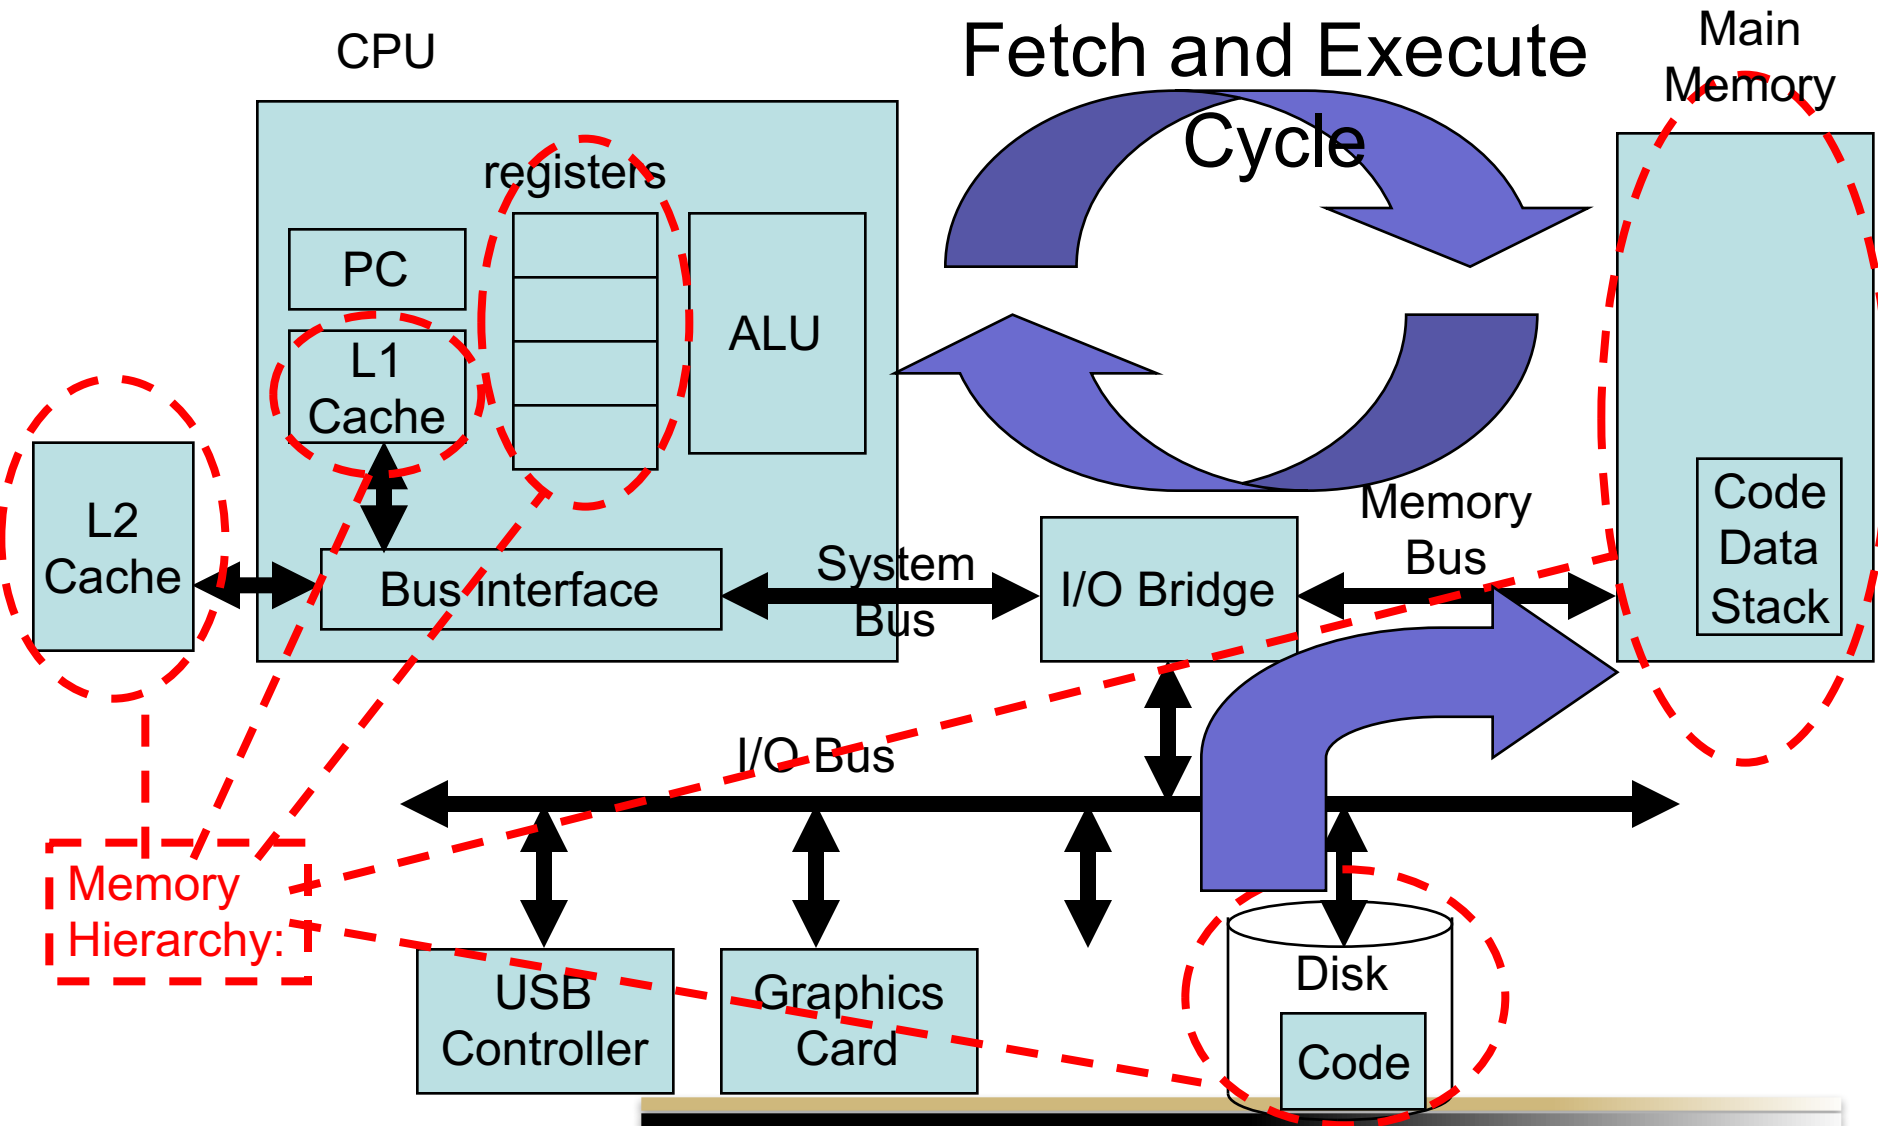 CPU
Fetch and Execute
Cycle
Main
Memory
registers
PC
L1
Cache
ALU
L2
Cache
Bus interface
System
Bus
I/O Bridge
Memory
Bus
Code
Data
Stack
I/O Bus
Memory
Hierarchy:
USB
Controller
Graphics
Card
Disk
Code